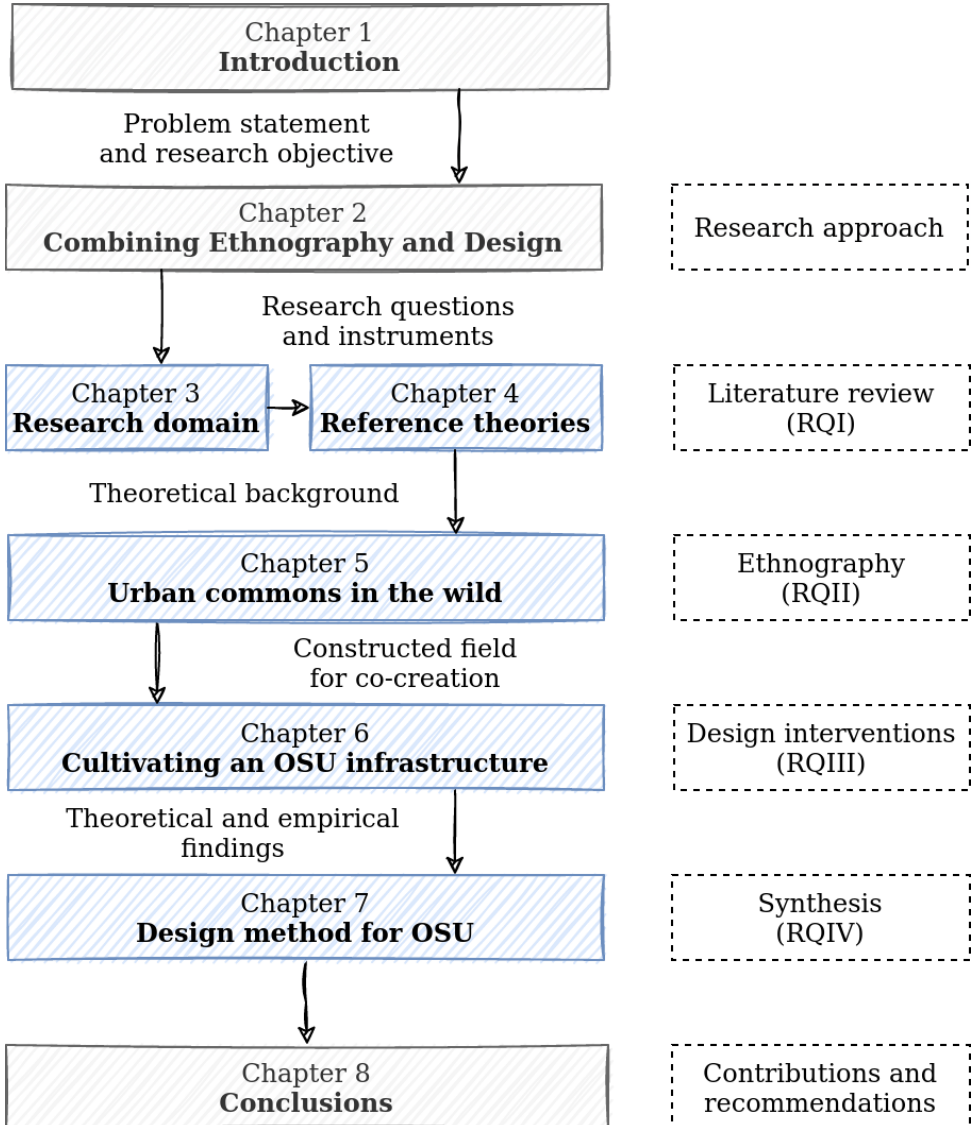 Chapter 1
Introduction
Problem statement
and research objective
Chapter 2
Combining Ethnography and Design
Research approach
Research questions
and instruments
Chapter 3
Research domain
Chapter 4
Reference theories
Literature review
(RQI)
Theoretical background
Chapter 5
Urban commons in the wild
Ethnography
(RQII)
Constructed field
for co-creation
Chapter 6
Cultivating an OSU infrastructure
Design interventions
(RQIII)
Theoretical and empirical
findings
Chapter 7
Design method for OSU
Synthesis
(RQIV)
Chapter 8
Conclusions
Contributions and
recommendations